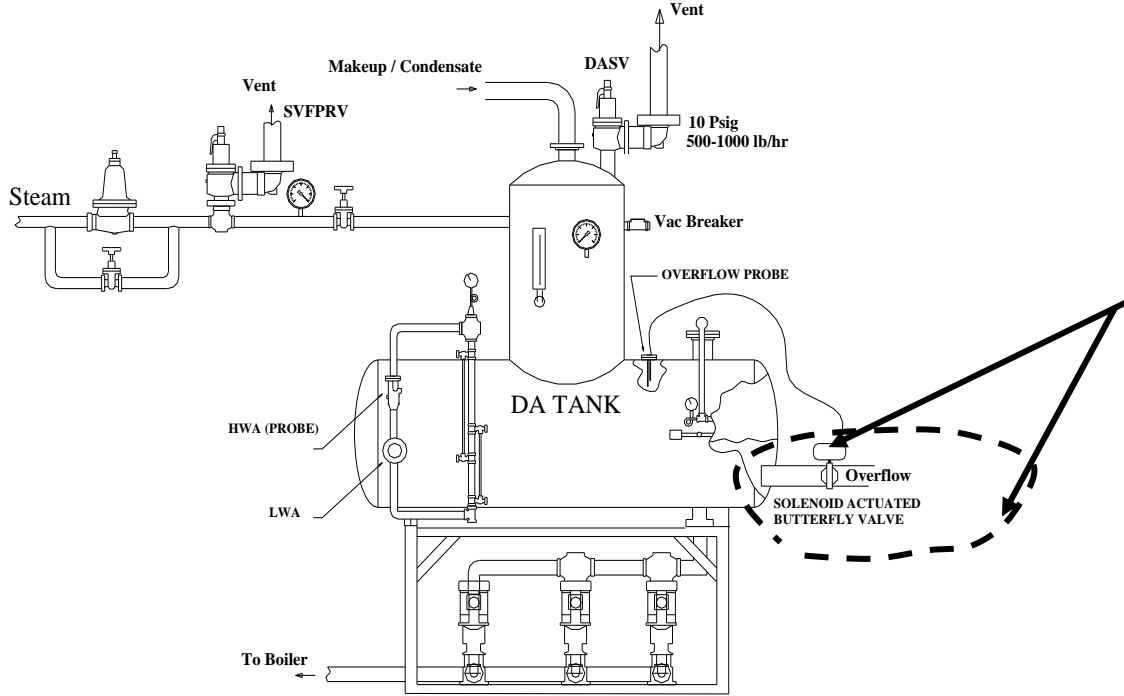 Vent
Makeup / Condensate
DASV
Vent
SVFPRV
10 Psig
500-1000 lb/hr
Steam
Vac Breaker
OVERFLOW PROBE
DA TANK
HWA (PROBE)
Overflow
LWA
SOLENOID ACTUATED
BUTTERFLY VALVE
To Boiler